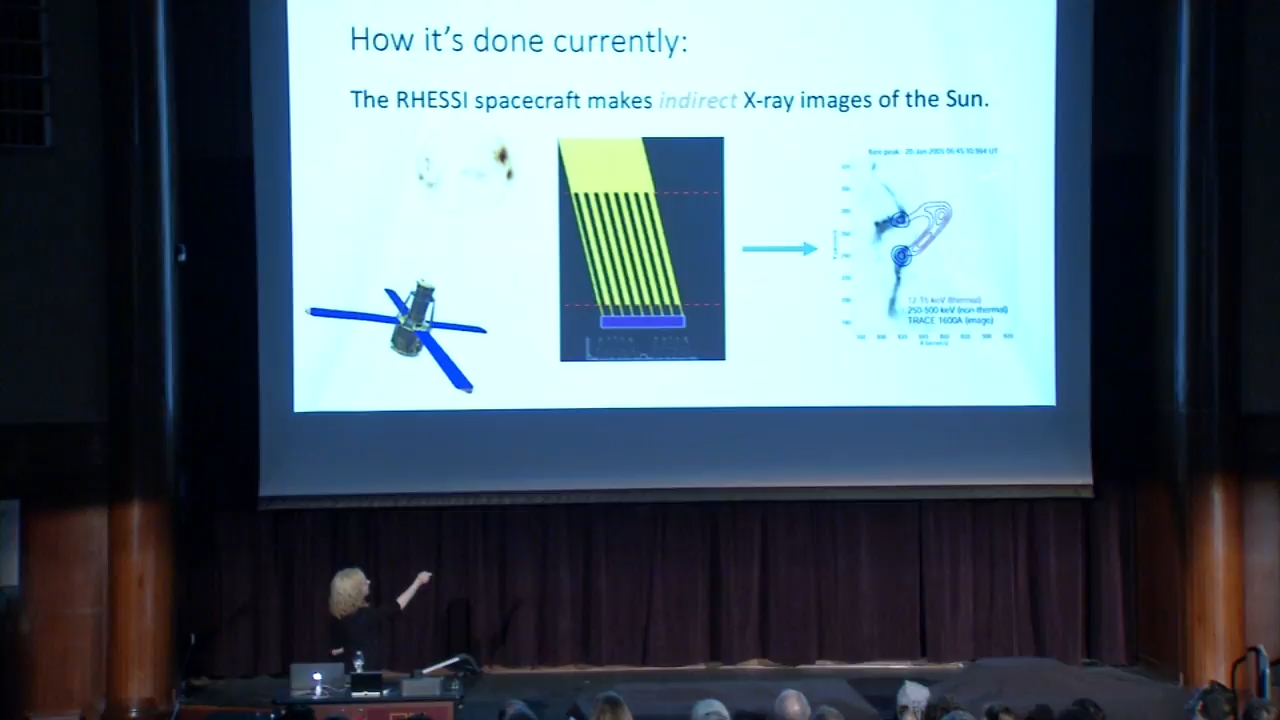 How it's done currently:
The RHESSI spacecraft makes indirect X-ray images of the Sun.
12-15 keV (thermal)
250-500 keV (non-thermal)
TRACE 1600A (image)